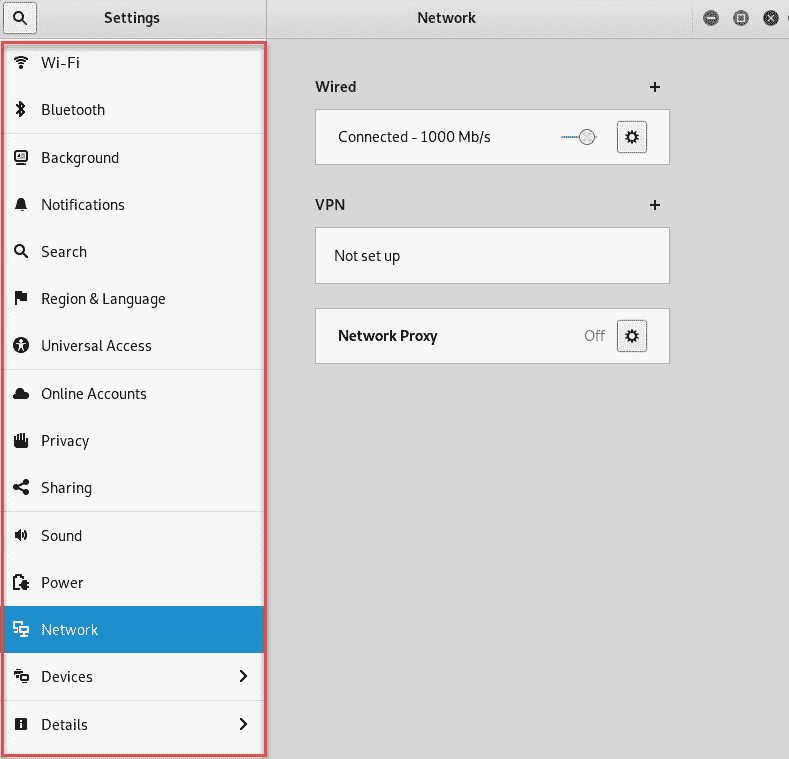 Settings
Network
Wi-Fi
Bluetooth
Background
Notifications
Search
Region & Language
Universal Access
Online Accounts
Privacy
Sharing
Sound
Power
Network
Devices
Details
Wired
Connected - 1000 Mb/s
VPN
Not set up
Network Proxy Off